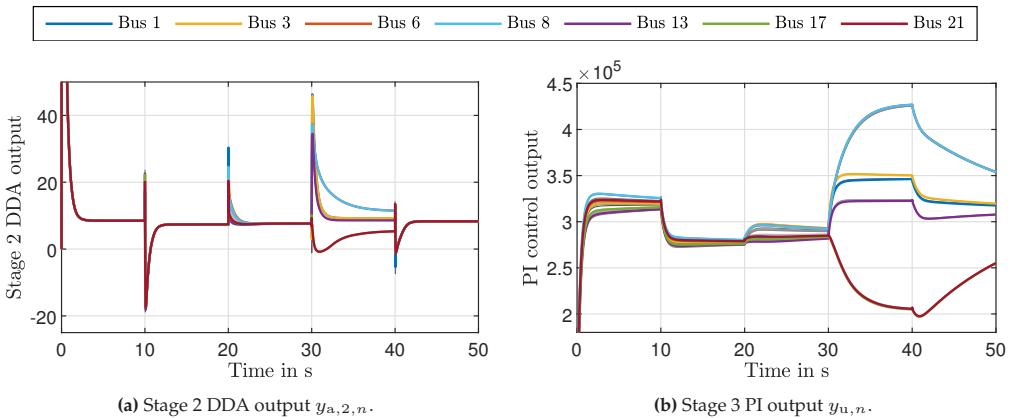 Bus 1 Bus 3 Bus 6 Bus 8 Bus 13 Bus 17 Bus 21
Stage 2 DDA output
40
20
0
-20
0 10 20 30 40 50
Time in s
(a) Stage 2 DDA output y_{a,2,n}.
PI control output
×10^5
4.5
4
3.5
3
2.5
2
0 10 20 30 40 50
Time in s
(b) Stage 3 PI output y_{u,n}.